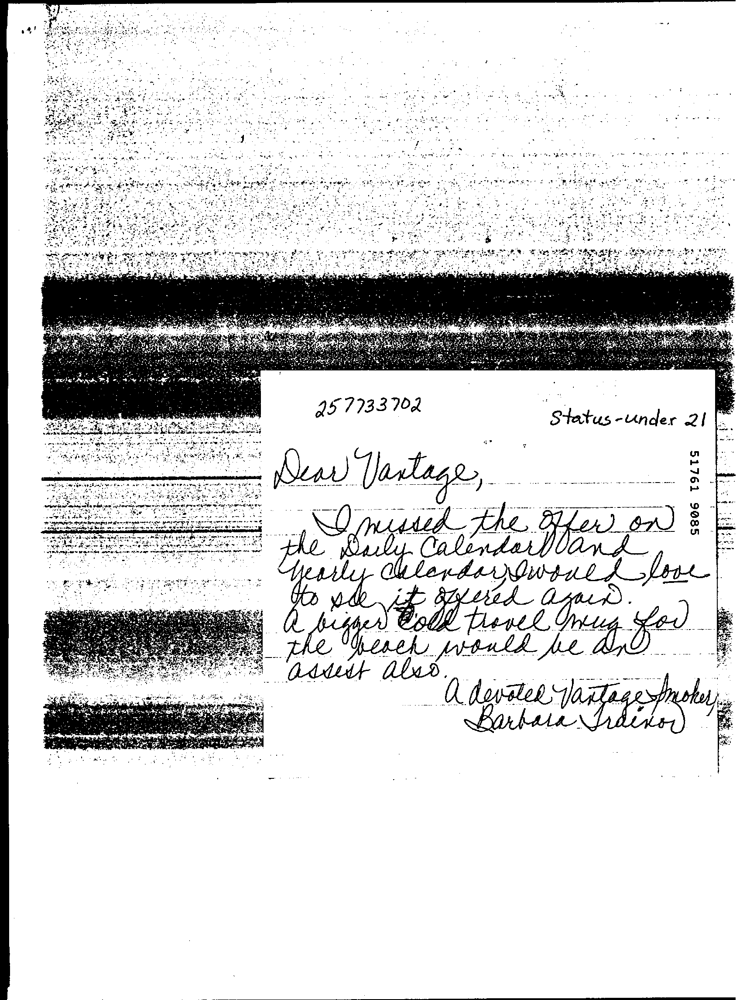 257733702
Status-under 21
51761 9085
Dear Vantage,
I missed the offer on
the Daily Calendar and
yearly calendar I would love
to see it offered again.
A bigger Cold travel mug for
the beach would be an
assest also.
A devoted Vantage Smoker,
Barbara Trainor